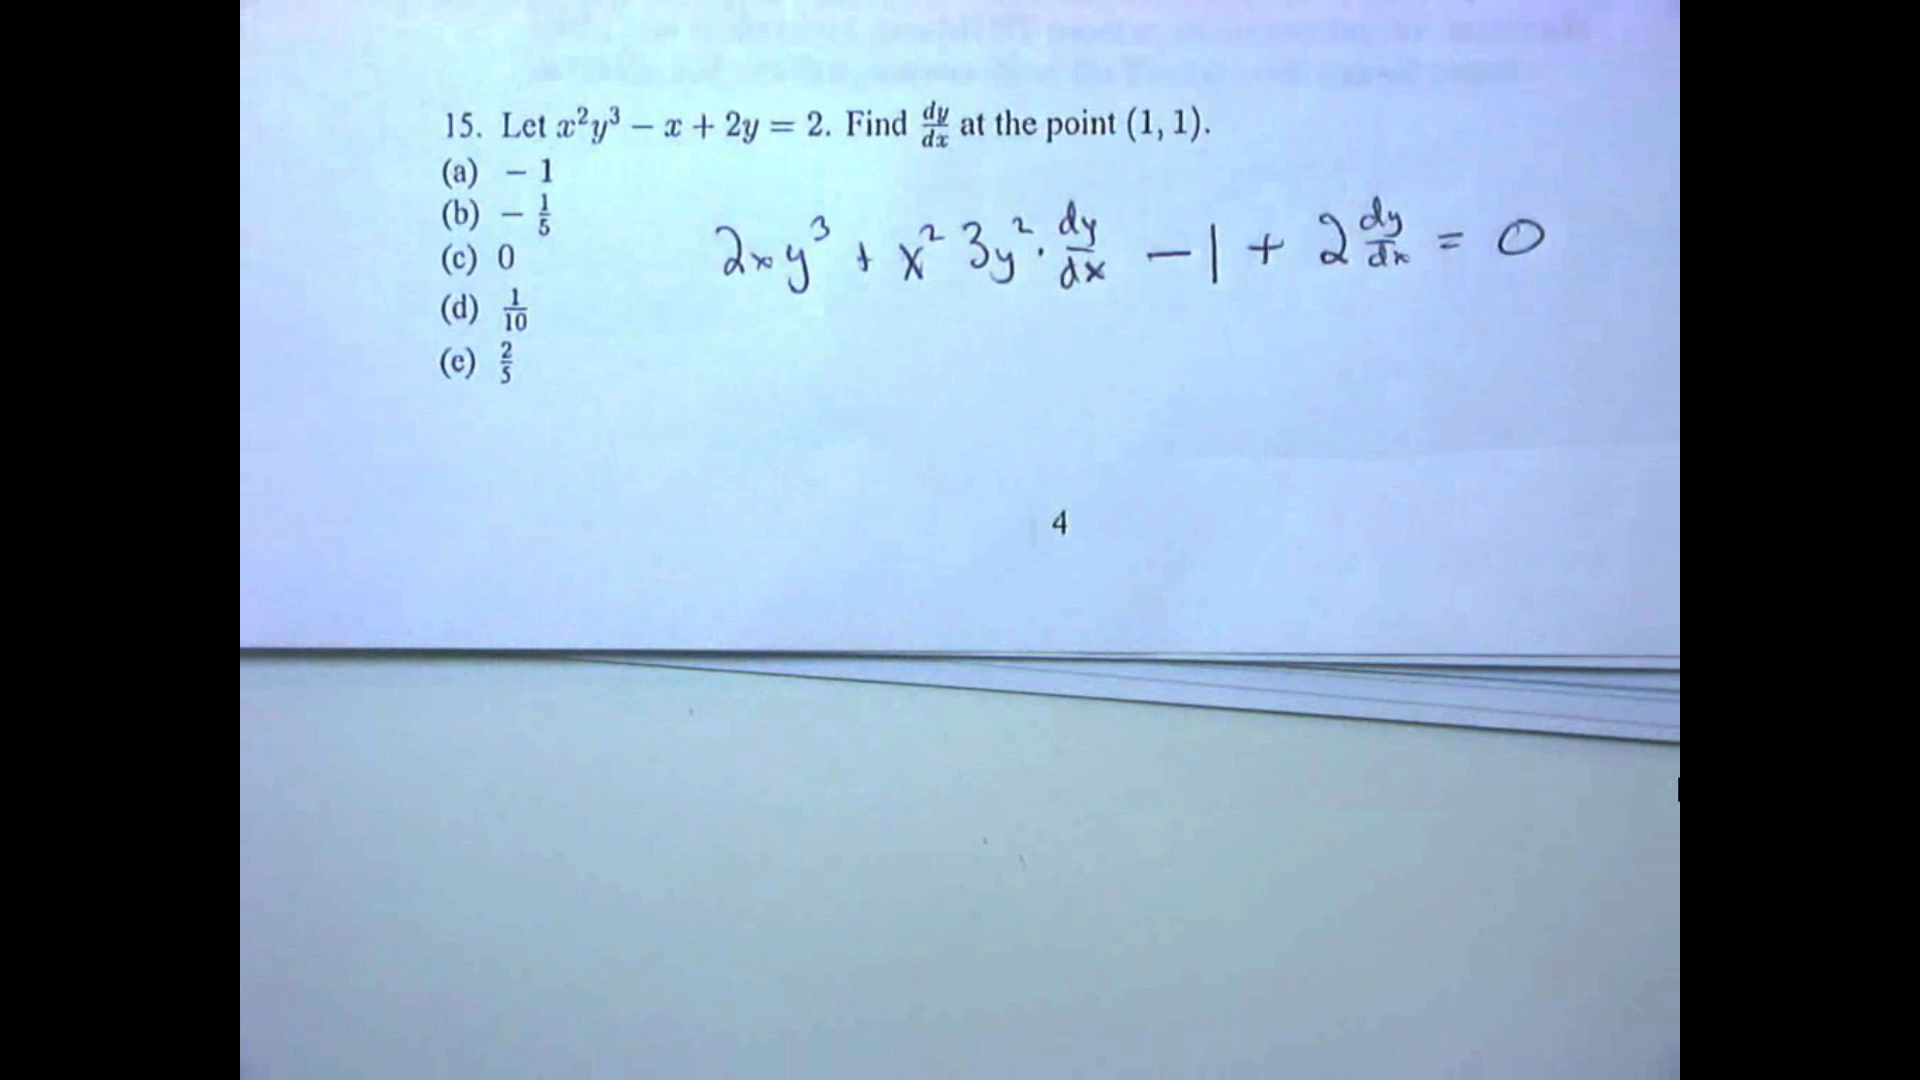 15. Let x²y³ − x + 2y = 2. Find dy/dx at the point (1, 1).
(a) − 1
(b) − 1/5
(c) 0
(d) 1/10
(e) 2/5
2xy³ + x² 3y² · dy/dx − 1 + 2 dy/dx = 0
4